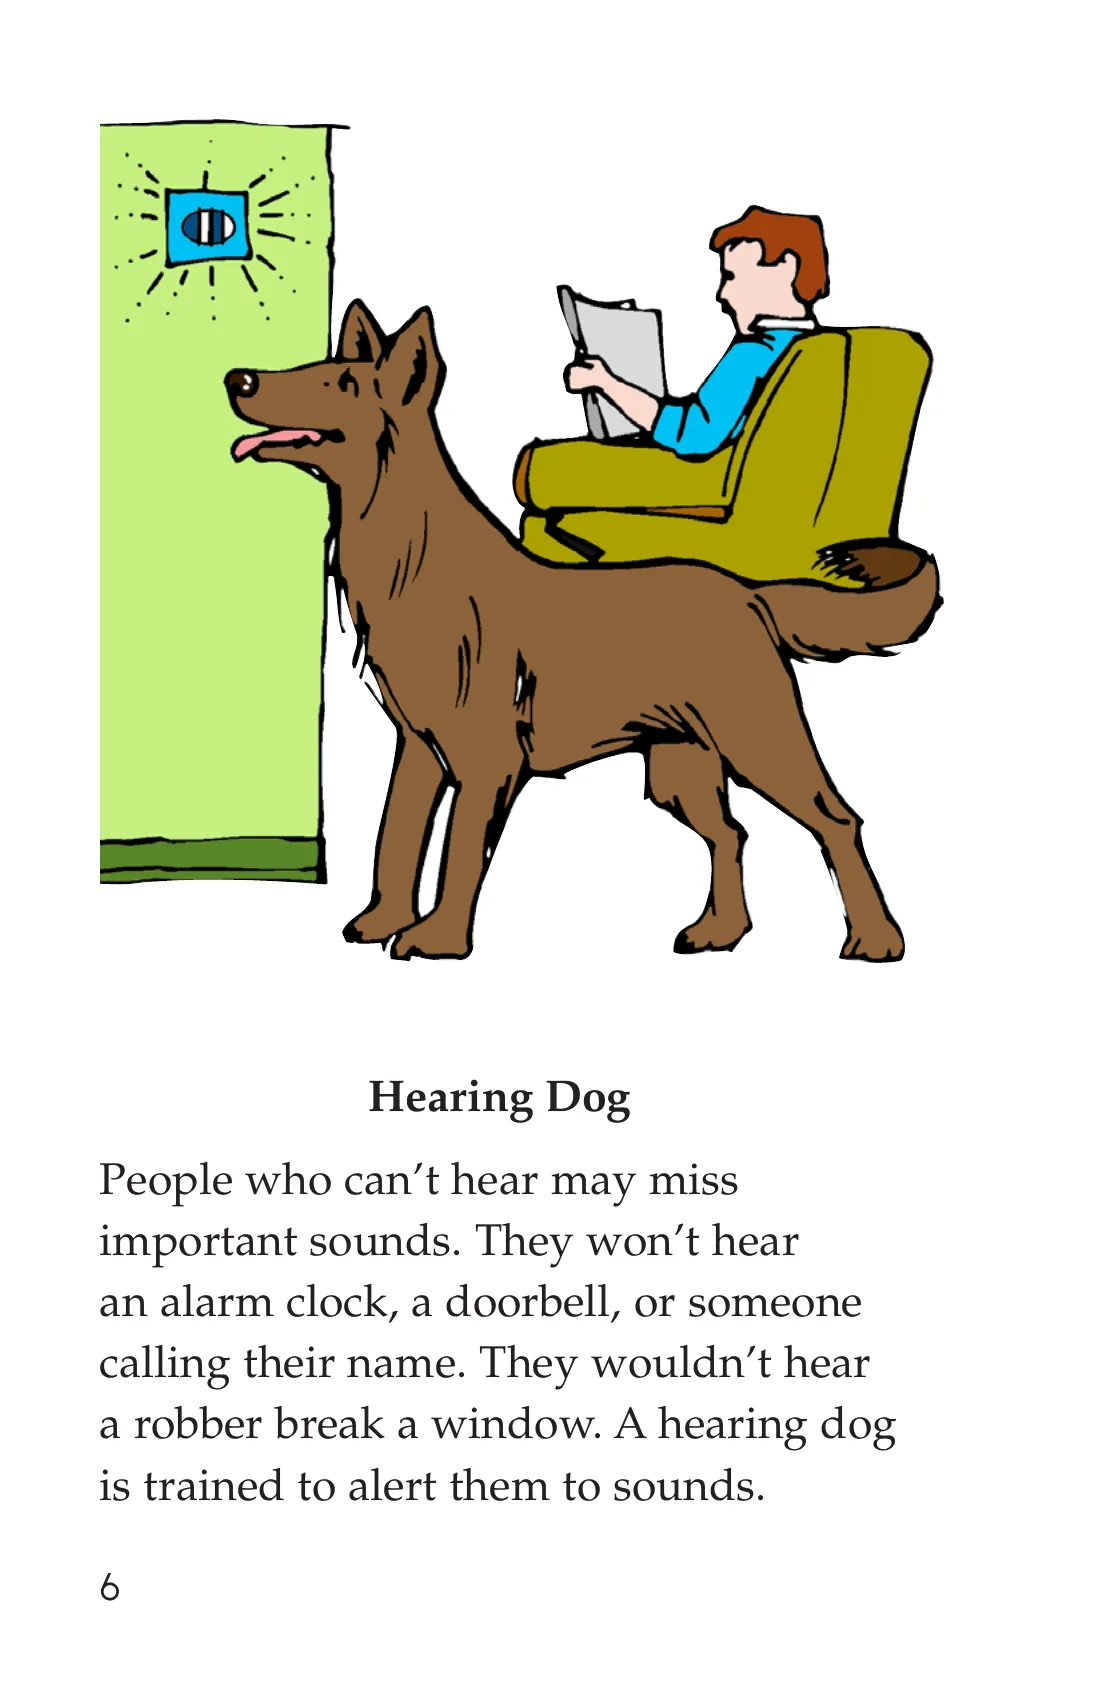 Hearing Dog
People who can’t hear may miss
important sounds. They won’t hear
an alarm clock, a doorbell, or someone
calling their name. They wouldn’t hear
a robber break a window. A hearing dog
is trained to alert them to sounds.
6